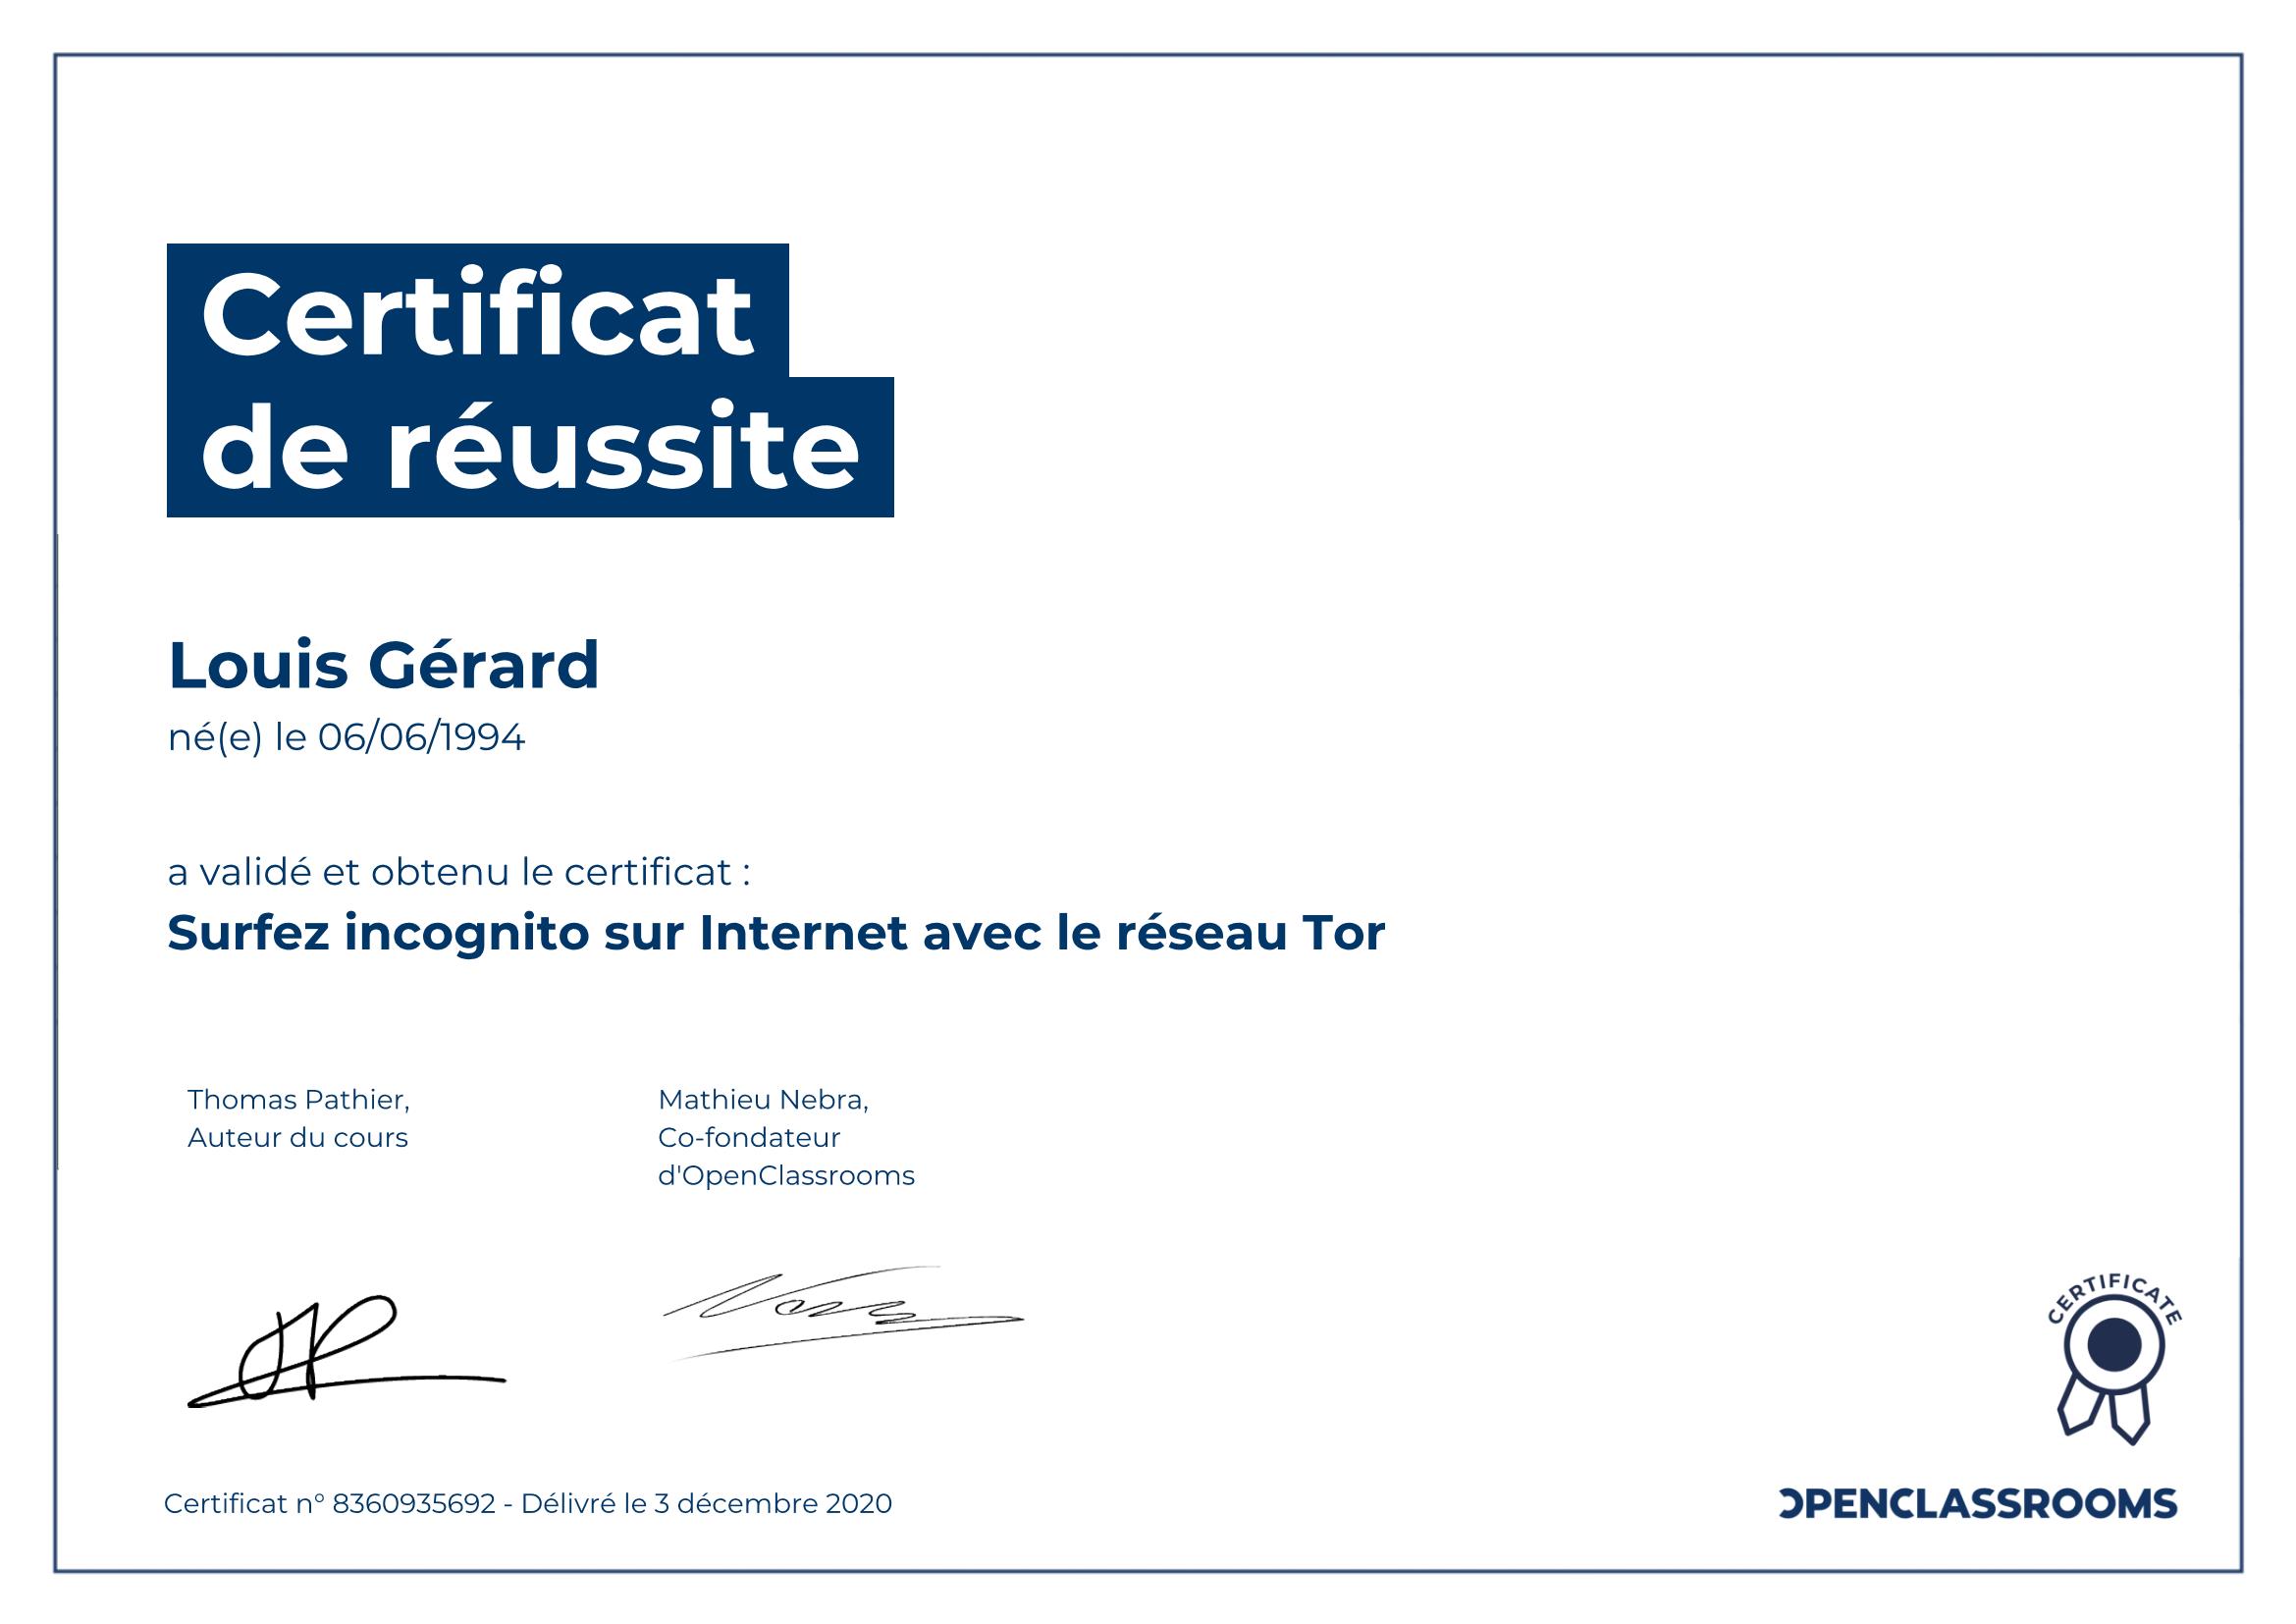 Certificat
de réussite
Louis Gérard
né(e) le 06/06/1994
a validé et obtenu le certificat :
Surfez incognito sur Internet avec le réseau Tor
Thomas Pathier,
Auteur du cours
Mathieu Nebra,
Co-fondateur
d'OpenClassrooms
CERTIFICATE
Certificat n° 8360935692 - Délivré le 3 décembre 2020
OPENCLASSROOMS